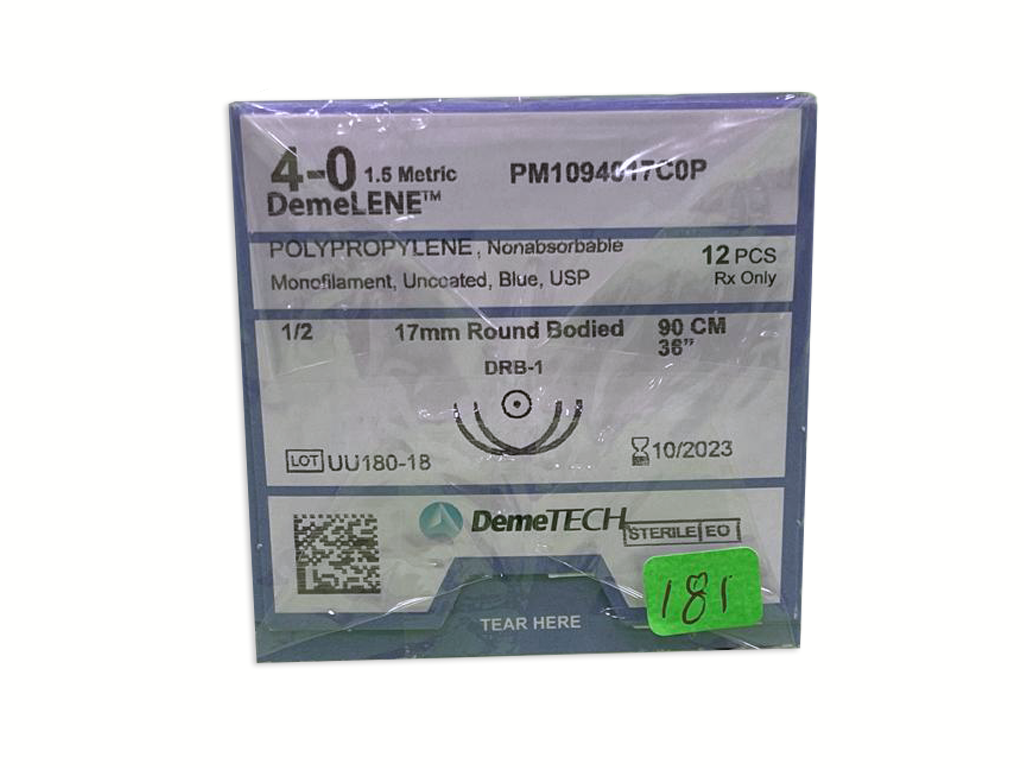 4-0 1.5 Metric PM1094017C0P
DemeLENE™
POLYPROPYLENE, Nonabsorbable
12 PCS
Monofilament, Uncoated, Blue, USP
Rx Only
1/2 17mm Round Bodied 90 CM
36"
DRB-1
LOT UU180-18 10/2023
DemeTECH
STERILE EO
181
TEAR HERE